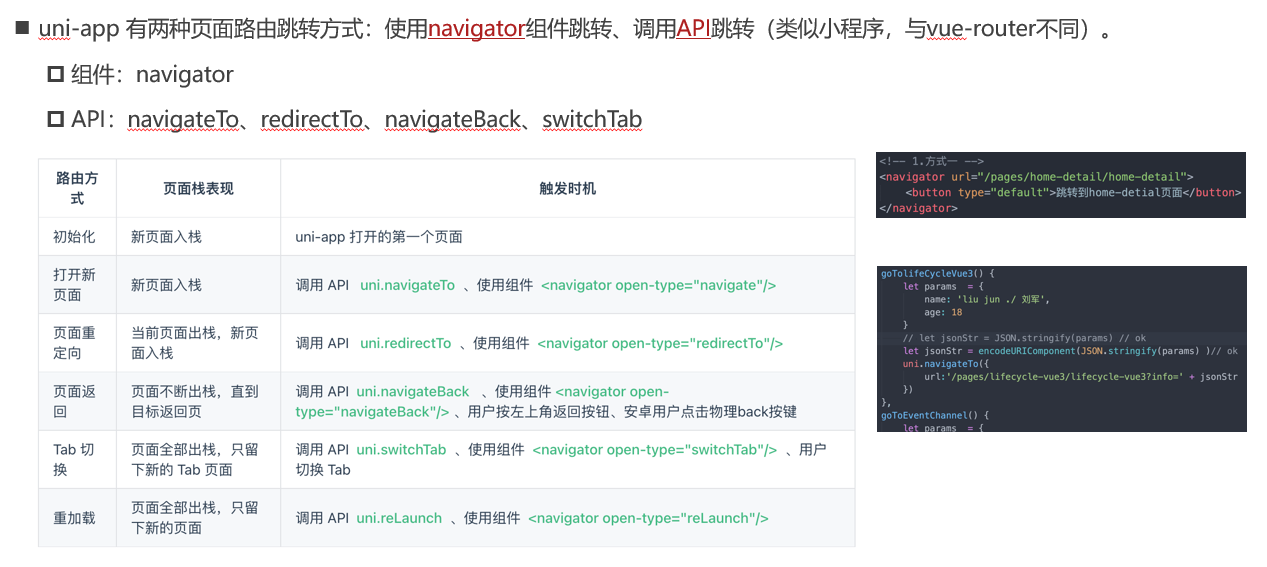 ■ uni-app 有两种页面路由跳转方式：使用navigator组件跳转、调用API跳转（类似小程序，与vue-router不同）。
组件：navigator
API：navigateTo、redirectTo、navigateBack、switchTab
路由方式 页面栈表现 触发时机
初始化 新页面入栈 uni-app 打开的第一个页面
打开新页面 新页面入栈 调用 API uni.navigateTo 、使用组件 <navigator open-type="navigate"/>
页面重定向 当前页面出栈，新页面入栈 调用 API uni.redirectTo 、使用组件 <navigator open-type="redirectTo"/>
页面返回 页面不断出栈，直到目标返回页 调用 API uni.navigateBack 、使用组件<navigator open-type="navigateBack"/> 、用户按左上角返回按钮、安卓用户点击物理back按键
Tab 切换 页面全部出栈，只留下新的 Tab 页面 调用 API uni.switchTab 、使用组件 <navigator open-type="switchTab"/> 、用户切换 Tab
重加载 页面全部出栈，只留下新的页面 调用 API uni.reLaunch 、使用组件 <navigator open-type="reLaunch"/>
<!-- 1.方式一 -->
<navigator url="/pages/home-detail/home-detail">
<button type="default">跳转到home-detial页面</button>
</navigator>
goTolifeCycleVue3() {
let params = {
name: 'liu jun ./ 刘军',
age: 18
}
// let jsonStr = JSON.stringify(params) // ok
let jsonStr = encodeURIComponent(JSON.stringify(params) )// ok
uni.navigateTo({
url:'/pages/lifecycle-vue3/lifecycle-vue3?info=' + jsonStr
})
},
goToEventChannel() {
let params = {